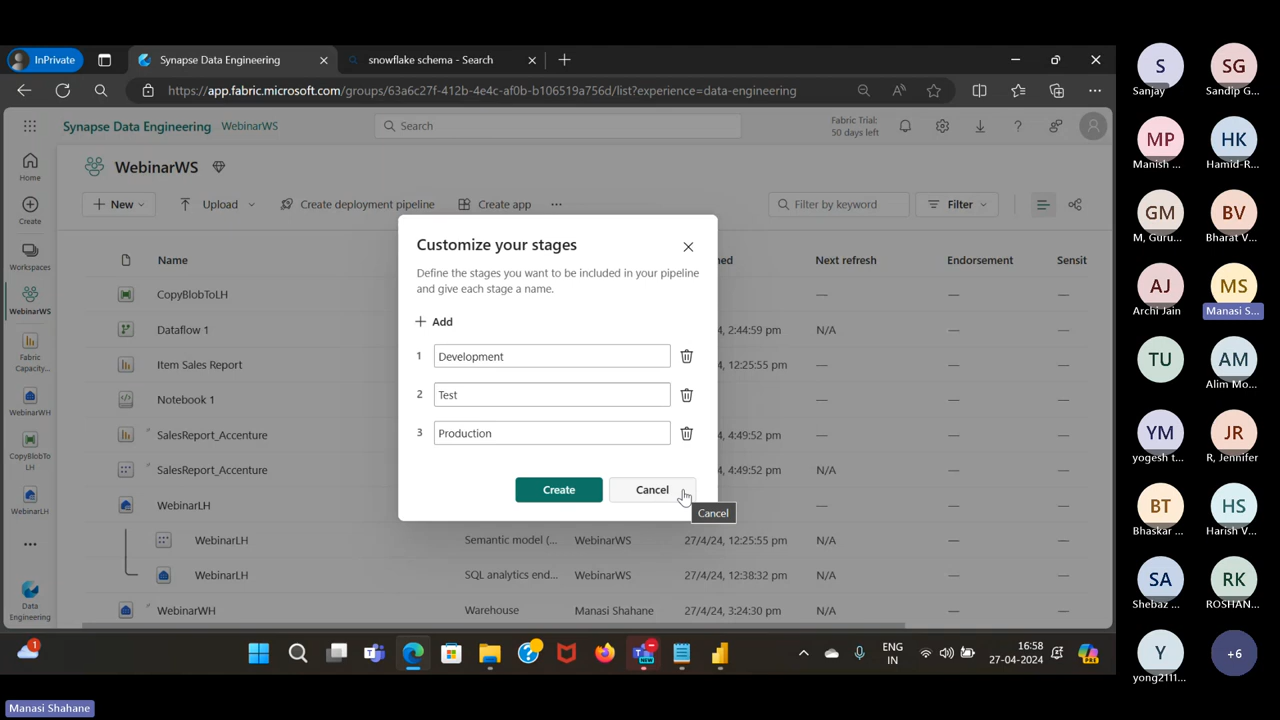 InPrivate
Synapse Data Engineering
snowflake schema - Search
https://app.fabric.microsoft.com/groups/63a6c27f-412b-4e4c-af0b-b106519a756d/list?experience=data-engineering
Synapse Data Engineering
WebinarWS
Search
Fabric Trial:
50 days left
Home
Create
Workspaces
WebinarWS
Fabric
Capacity...
WebinarWH
CopyBlobTo
LH
WebinarLH
Data
Engineering
WebinarWS
New
Upload
Create deployment pipeline
Create app
Filter by keyword
Filter
Name
ned
Next refresh
Endorsement
Sensit
CopyBlobToLH
—
—
—
Dataflow 1
4, 2:44:59 pm
N/A
—
—
Item Sales Report
4, 12:25:55 pm
N/A
—
—
Notebook 1
—
—
—
SalesReport_Accenture
4, 4:49:52 pm
—
—
—
SalesReport_Accenture
4, 4:49:52 pm
N/A
—
—
WebinarLH
—
—
—
WebinarLH
Semantic model (...
WebinarWS
27/4/24, 12:25:55 pm
N/A
—
—
WebinarLH
SQL analytics end...
WebinarWS
27/4/24, 12:38:32 pm
N/A
—
—
WebinarWH
Warehouse
Manasi Shahane
27/4/24, 3:24:30 pm
N/A
—
—
Customize your stages
Define the stages you want to be included in your pipeline
and give each stage a name.
Add
1 Development
2 Test
3 Production
Create
Cancel
Cancel
1
NEW
ENG
IN
16:58
27-04-2024
PRE
S
Sanjay
SG
Sandip G...
MP
Manish ...
HK
Hamid-R...
GM
M, Guru...
BV
Bharat V...
AJ
Archi Jain
MS
Manasi S...
TU
AM
Alim Mo...
YM
yogesh t...
JR
R, Jennifer
BT
Bhaskar ...
HS
Harish V...
SA
Shebaz ...
RK
ROSHAN...
Y
yong2111...
+6
Manasi Shahane